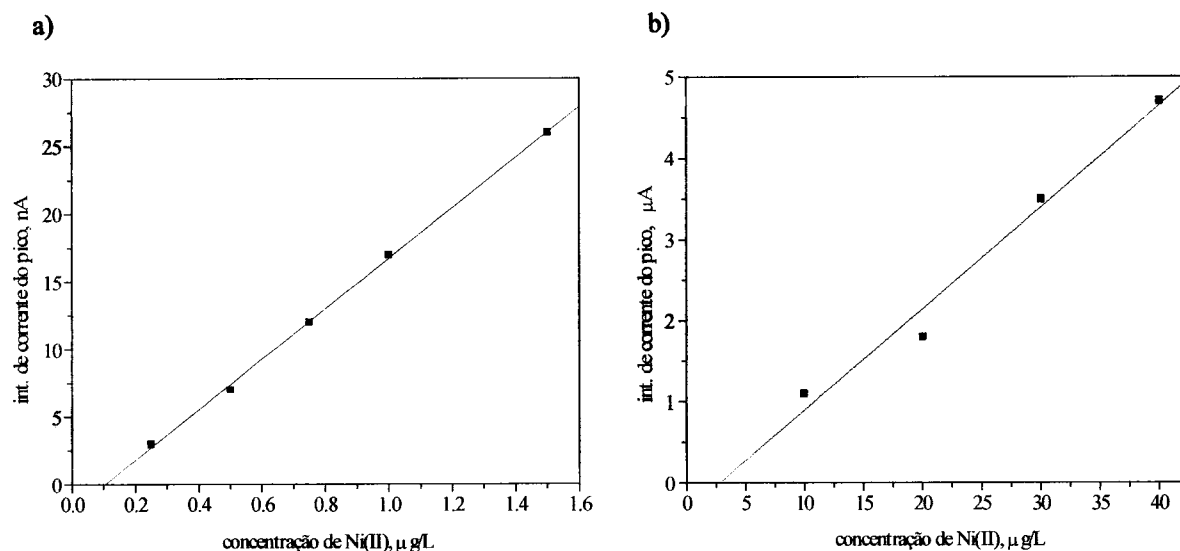 a)
30
25
20
15
10
5
0
int. de corrente do pico, nA
0.0 0.2 0.4 0.6 0.8 1.0 1.2 1.4 1.6
concentração de Ni(II), μ g/L
b)
5
4
3
2
1
0
int. de corrente do pico, μA
0 5 10 15 20 25 30 35 40
concentração de Ni(II), μ g/L